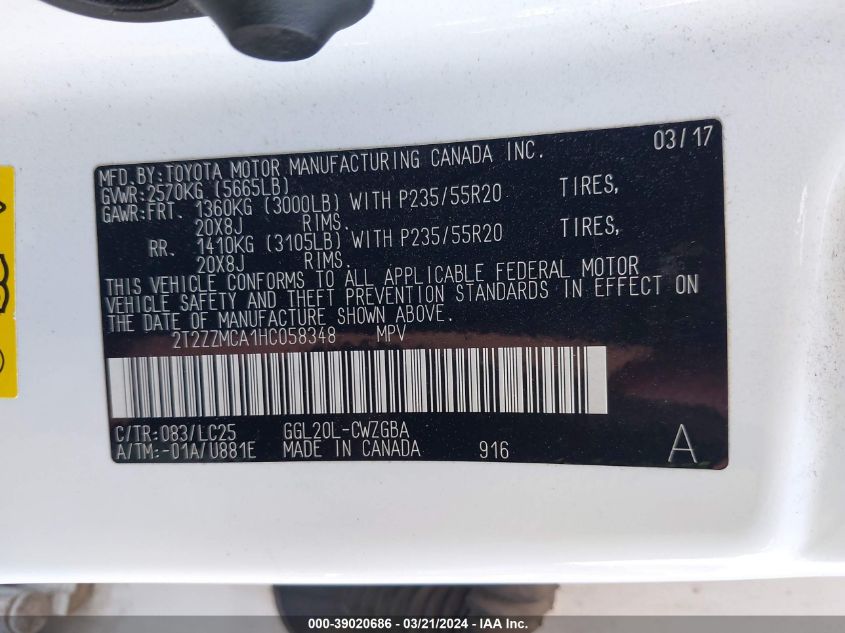 MFD. BY: TOYOTA MOTOR MANUFACTURING CANADA INC. 03/17
GVWR: 2570KG (5665LB)
GAWR: FRT. 1360KG (3000LB) WITH P235/55R20 TIRES,
20X8J RIMS.
RR. 1410KG (3105LB) WITH P235/55R20 TIRES,
20X8J RIMS.
THIS VEHICLE CONFORMS TO ALL APPLICABLE FEDERAL MOTOR
VEHICLE SAFETY AND THEFT PREVENTION STANDARDS IN EFFECT ON
THE DATE OF MANUFACTURE SHOWN ABOVE.
2T2ZZMCA1HC058348 MPV
C/TR: 083/LC25 GGL20L-CWZGBA
A/TM: -01A/U881E MADE IN CANADA 916 A
000-39020686 - 03/21/2024 - IAA Inc.